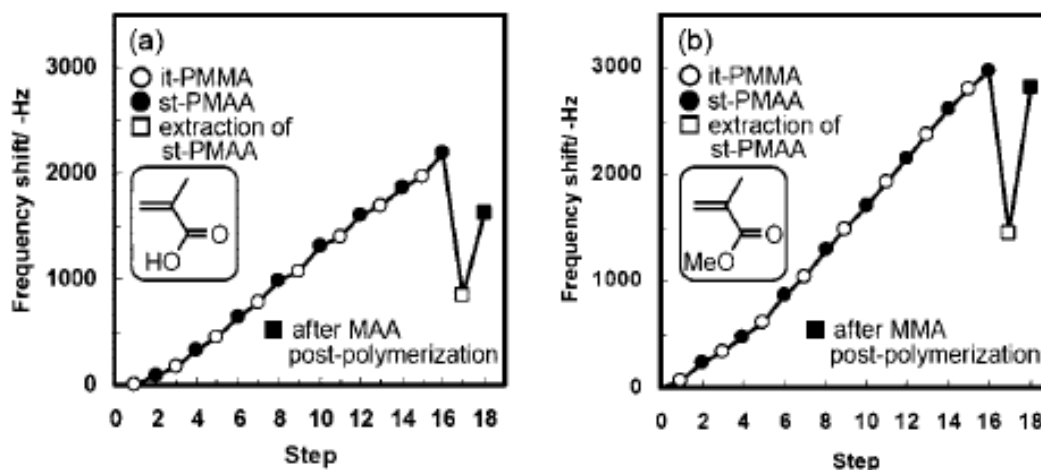 (a)
○ it-PMMA
● st-PMAA
□ extraction of
st-PMAA
HO
O
■ after MAA
post-polymerization
Frequency shift/ -Hz
3000
2000
1000
0
0 2 4 6 8 10 12 14 16 18
Step
(b)
○ it-PMMA
● st-PMAA
□ extraction of
st-PMAA
MeO
O
■ after MMA
post-polymerization
Frequency shift/ -Hz
3000
2000
1000
0
0 2 4 6 8 10 12 14 16 18
Step